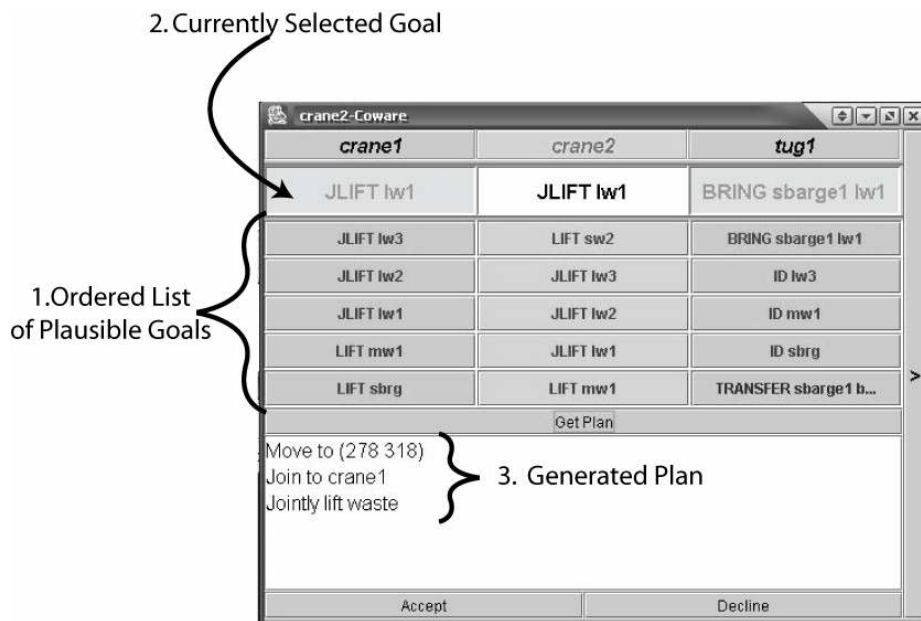 2. Currently Selected Goal
crane2-Coware
crane1 crane2 tug1
JLIFT lw1 JLIFT lw1 BRING sbarge1 lw1
JLIFT lw3 LIFT sw2 BRING sbarge1 lw1
JLIFT lw2 JLIFT lw3 ID lw3
1.Ordered List
of Plausible Goals
JLIFT lw1 JLIFT lw2 ID mw1
LIFT mw1 JLIFT lw1 ID sbrg
LIFT sbrg LIFT mw1 TRANSFER sbarge1 b...
>
Get Plan
Move to (278 318)
Join to crane1
Jointly lift waste
3. Generated Plan
Accept Decline